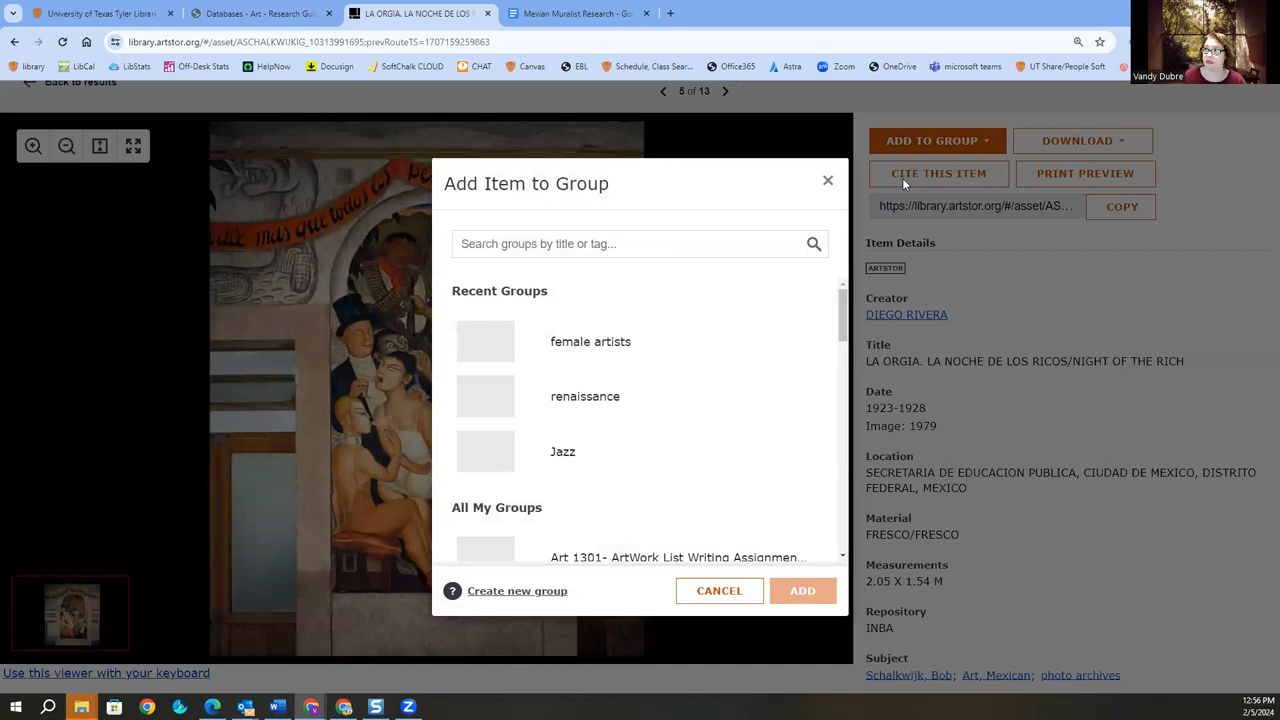 University of Texas Tyler Librari
Databases - Art - Research Guid
LA ORGIA. LA NOCHE DE LOS R
Mexian Muralist Research - Goo
library.artstor.org/#/asset/ASCHALKWIJKIG_10313991695;prevRouteTS=1707159259863
library
LibCal
LibStats
Off-Desk Stats
HelpNow
Docusign
SoftChalk CLOUD
CHAT
EBL
Schedule, Class Sear...
Office365
Astra
Zoom
OneDrive
microsoft teams
UT Share/People Soft
Vandy Dubre
Back to results
5 of 13
ADD TO GROUP
DOWNLOAD
CITE THIS ITEM
PRINT PREVIEW
https://library.artstor.org/#/asset/AS...
COPY
Add Item to Group
Search groups by title or tag...
Recent Groups
female artists
renaissance
Jazz
All My Groups
Art 1301- ArtWork List Writing Assignmen...
? Create new group
CANCEL
ADD
Item Details
ARTSTOR
Creator
DIEGO RIVERA
Title
LA ORGIA. LA NOCHE DE LOS RICOS/NIGHT OF THE RICH
Date
1923-1928
Image: 1979
Location
SECRETARIA DE EDUCACION PUBLICA, CIUDAD DE MEXICO, DISTRITO
FEDERAL, MEXICO
Material
FRESCO/FRESCO
Measurements
2.05 X 1.54 M
Repository
INBA
Subject
Schalkwijk, Bob; Art, Mexican; photo archives
Use this viewer with your keyboard
12:56 PM
2/5/2024